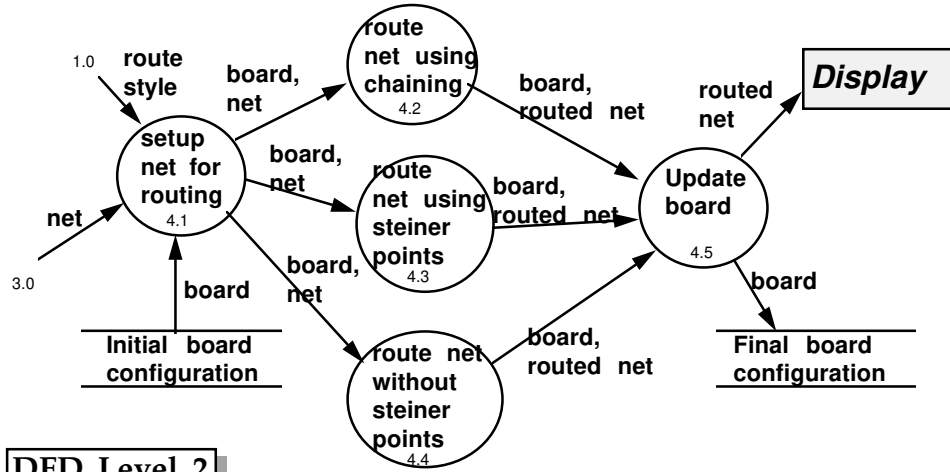 1.0
route
style
board,
net
route
net using
chaining
4.2
board,
routed net
routed
net
Display
setup
net for
routing
4.1
board,
net
route
net using
steiner
points
4.3
board,
routed net
Update
board
4.5
net
3.0
board
board,
net
board
Initial board
configuration
route net
without
steiner
points
4.4
board,
routed net
Final board
configuration
DFD Level 2